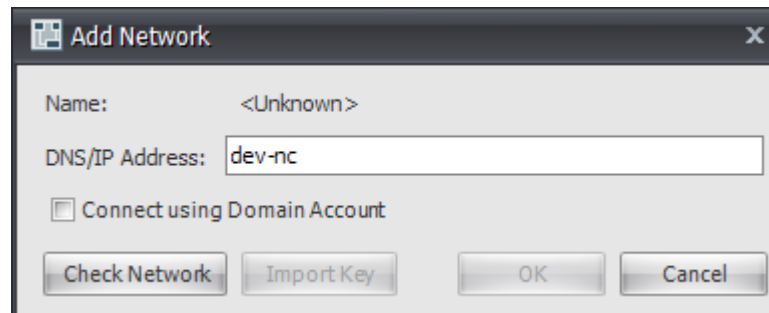 Add Network x
Name: <Unknown>
DNS/IP Address: dev-nc
Connect using Domain Account
Check Network Import Key OK Cancel